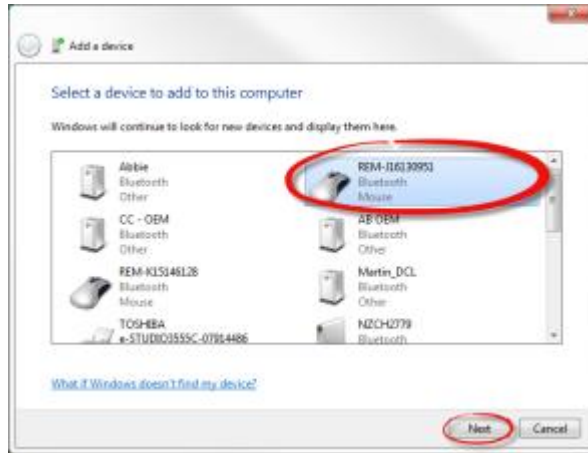 Add a device
Select a device to add to this computer
Windows will continue to look for new devices and display them here.
Abbie
Bluetooth
Other
REM-J16130951
Bluetooth
Mouse
CC - OEM
Bluetooth
Other
AB OEM
Bluetooth
Other
REM-K15146128
Bluetooth
Mouse
Martin_DCL
Bluetooth
Other
TOSHIBA
e-STUDIO3555C-07914486
NZCH2779
Bluetooth
What if Windows doesn't find my device?
Next
Cancel